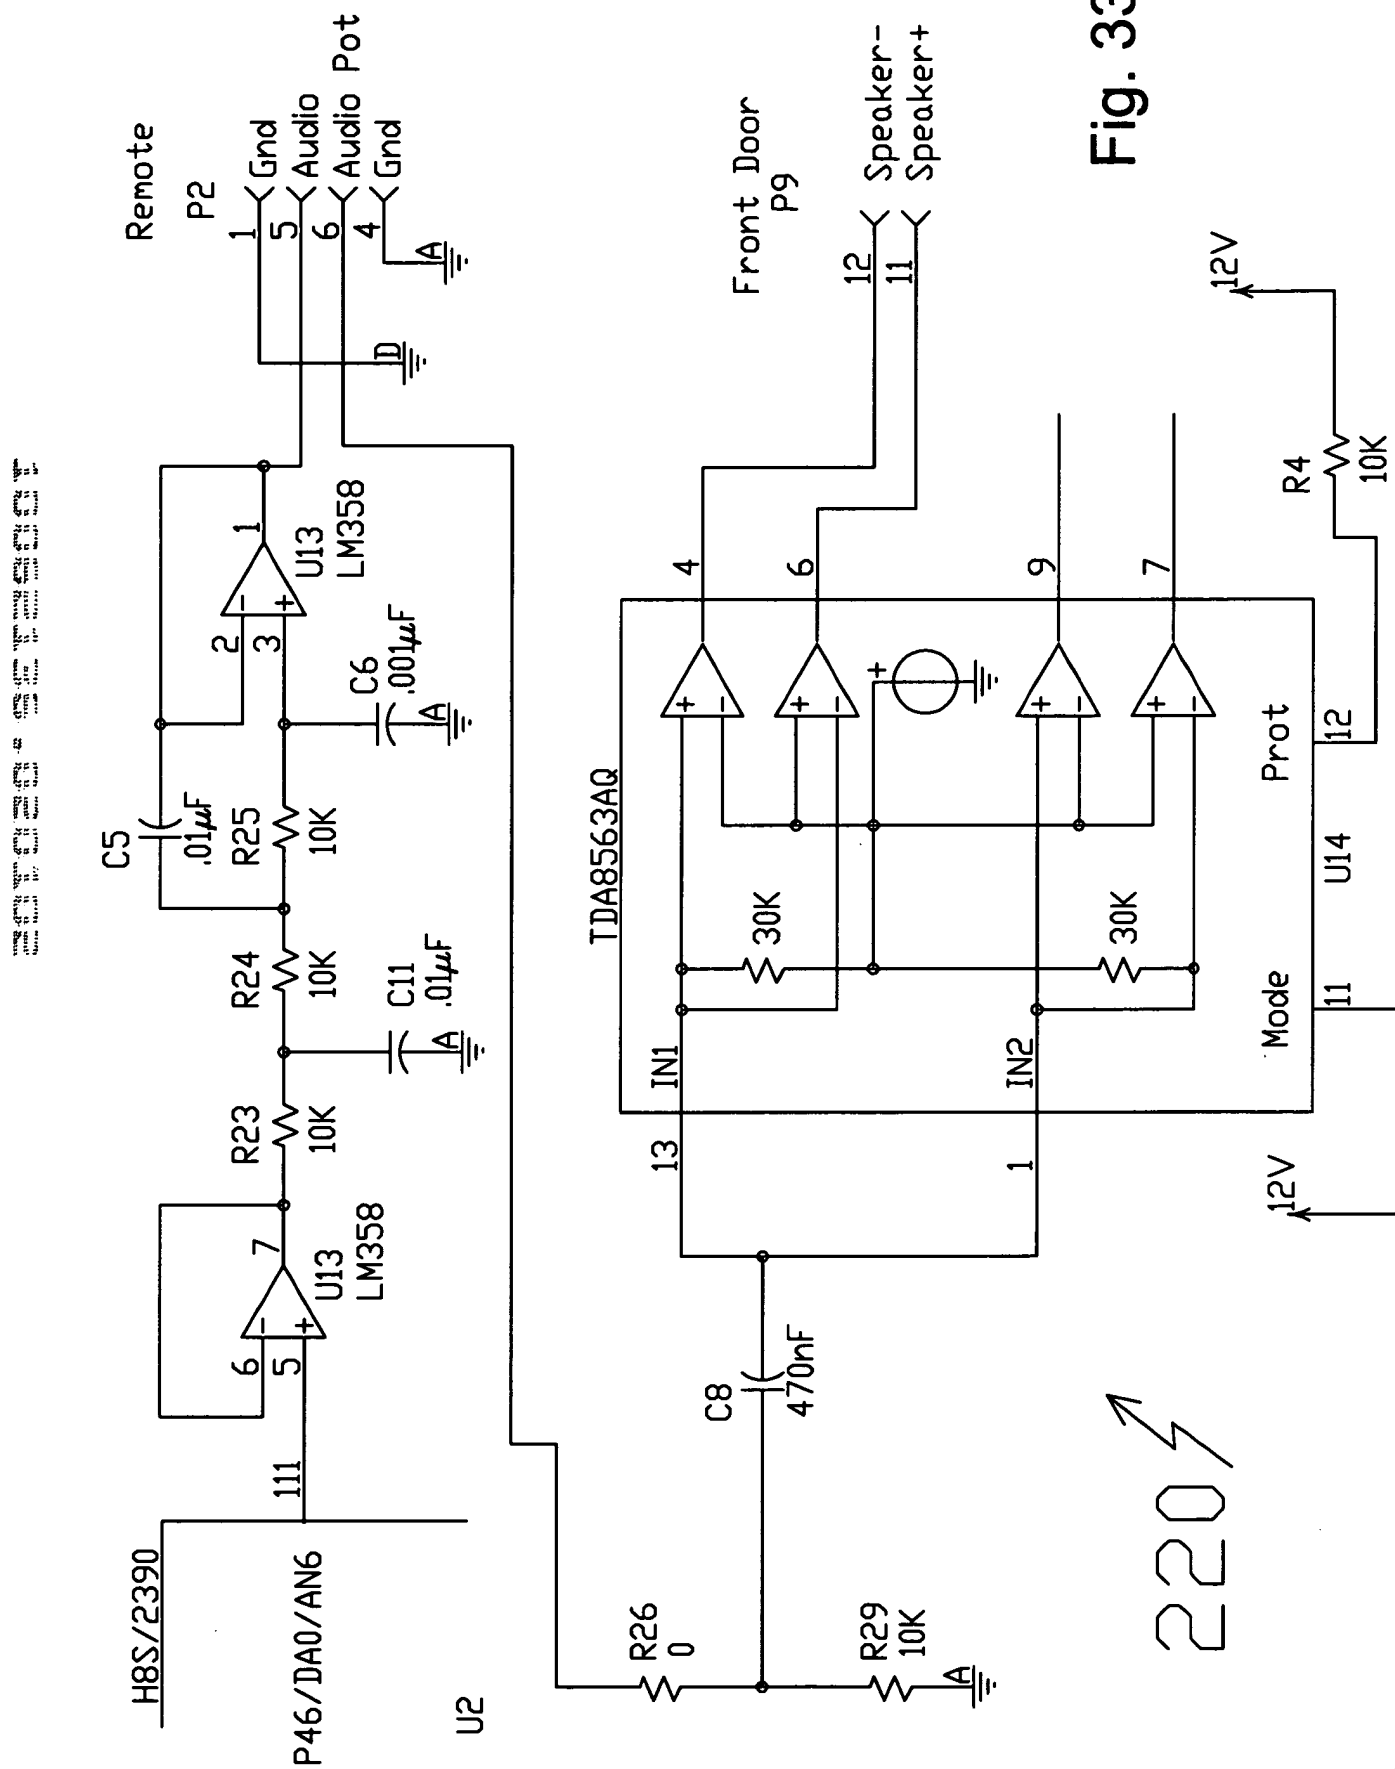 Remote
P2
1
Gnd
5
Audio
6
Audio Pot
4
Gnd
A
D
H8S/2390
P46/DA0/AN6
U2
111
6
5
-
+
7
U13
LM358
R23
10K
C11
.01µF
A
R24
10K
C5
.01µF
R25
10K
C6
.001µF
A
2
3
-
+
1
U13
LM358
Front Door
P9
12
Speaker-
11
Speaker+
R26
0
R29
10K
A
C8
470nF
TDA8563AQ
13
IN1
1
IN2
30K
30K
+
-
+
-
+
+
-
+
-
4
6
9
7
Mode
11
U14
Prot
12
12V
R4
10K
12V
220
Fig. 33